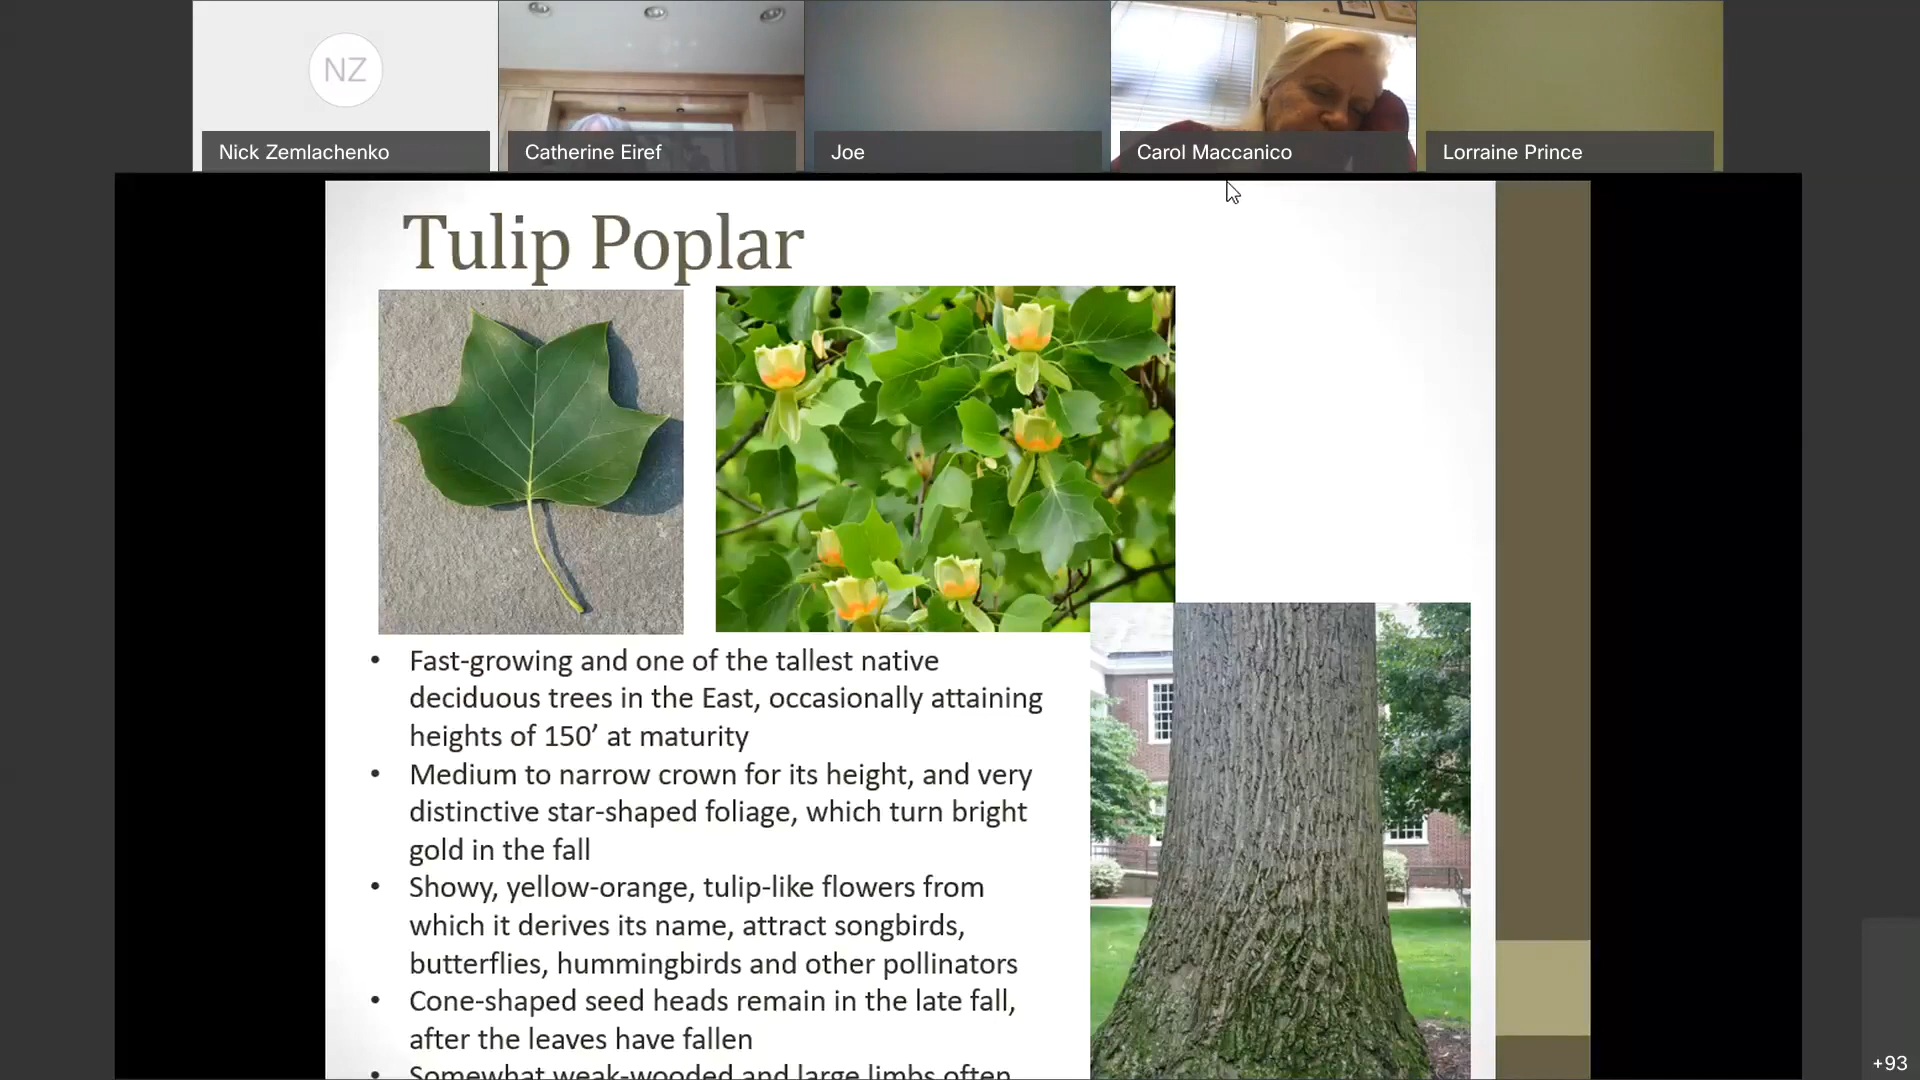 NZ
Nick Zemlachenko
Catherine Eiref
Joe
Carol Maccanico
Lorraine Prince
Tulip Poplar
• Fast-growing and one of the tallest native
deciduous trees in the East, occasionally attaining
heights of 150’ at maturity
• Medium to narrow crown for its height, and very
distinctive star-shaped foliage, which turn bright
gold in the fall
• Showy, yellow-orange, tulip-like flowers from
which it derives its name, attract songbirds,
butterflies, hummingbirds and other pollinators
• Cone-shaped seed heads remain in the late fall,
after the leaves have fallen
• Somewhat weak-wooded and large limbs often
+93